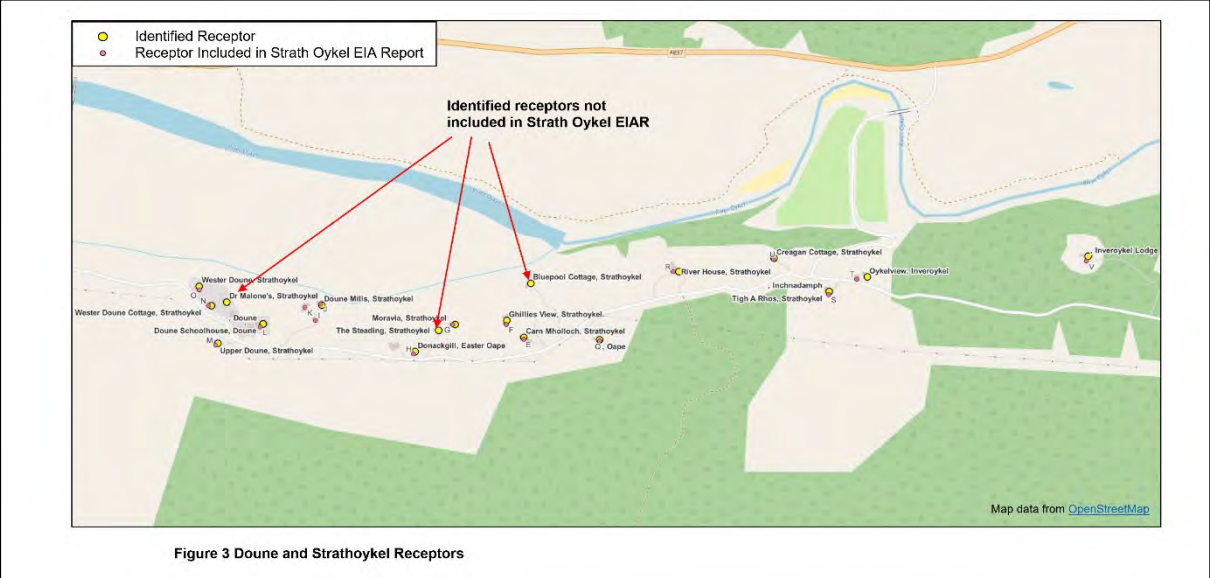 Identified Receptor
Receptor Included in Strath Oykel EIA Report
A837
Identified receptors not
included in Strath Oykel EIAR
Wester Doune, Strathoykel
O
Dr Malone's, Strathoykel
N
Wester Doune Cottage, Strathoykel
Doune Mills, Strathoykel
J
K
I
Doune
Doune Schoolhouse, Doune
L
M
Upper Doune, Strathoykel
Bluepool Cottage, Strathoykel
Moravia, Strathoykel
The Steading, Strathoykel
G
Ghillies View, Strathoykel.
F
Carn Mholloch, Strathoykel
E
H
Donackgill, Easter Oape
Q, Oape
R
River House, Strathoykel
U
Creagan Cottage, Strathoykel
T
Oykelview, Inveroykel
, Inchnadamph
Tigh A Rhos, Strathoykel
S
Inveroykel Lodge
V
Map data from OpenStreetMap
Figure 3 Doune and Strathoykel Receptors